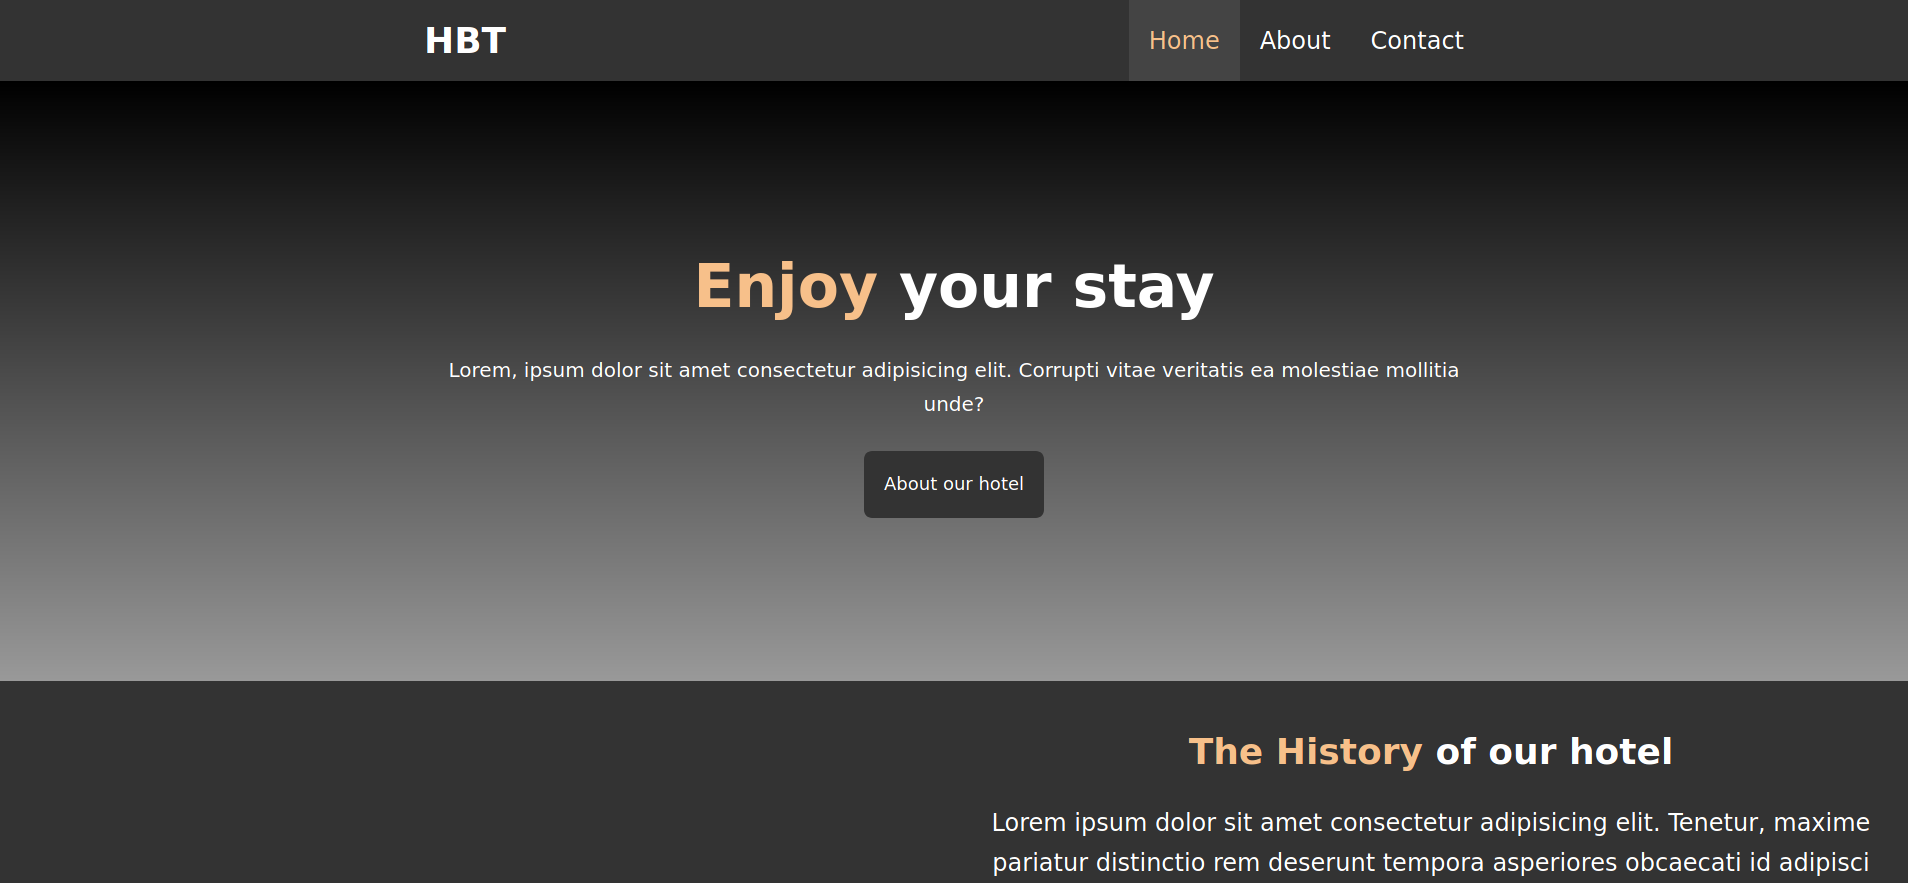 HBT
Home About Contact
Enjoy your stay
Lorem, ipsum dolor sit amet consectetur adipisicing elit. Corrupti vitae veritatis ea molestiae mollitia
unde?
About our hotel
The History of our hotel
Lorem ipsum dolor sit amet consectetur adipisicing elit. Tenetur, maxime
pariatur distinctio rem deserunt tempora asperiores obcaecati id adipisci